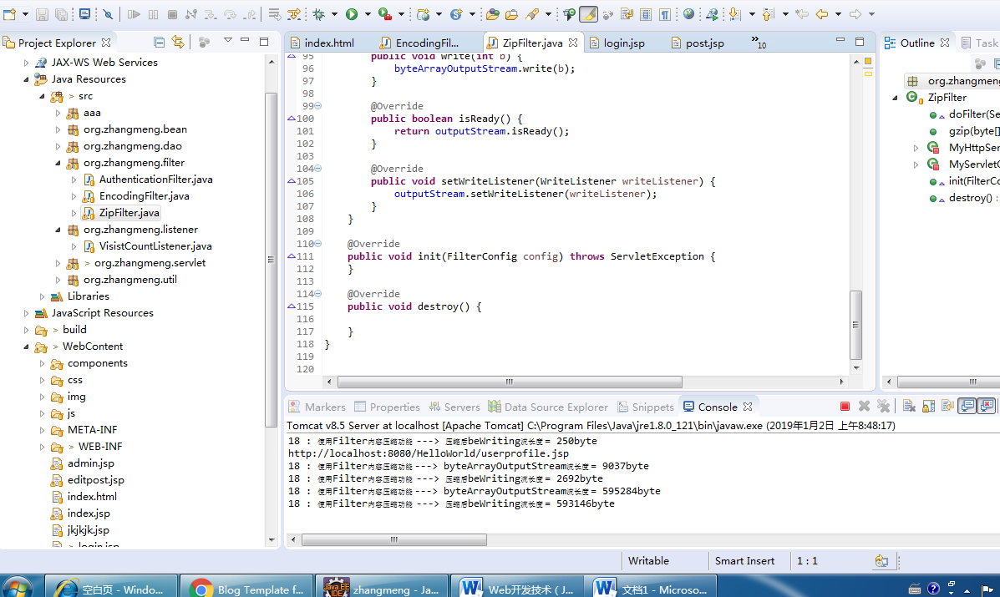 Project Explorer
index.html
EncodingFil...
ZipFilter.java
login.jsp
post.jsp
»10
Outline
Task
JAX-WS Web Services
Java Resources
src
aaa
org.zhangmeng.bean
org.zhangmeng.dao
org.zhangmeng.filter
AuthenticationFilter.java
EncodingFilter.java
ZipFilter.java
org.zhangmeng.listener
VisistCountListener.java
> org.zhangmeng.servlet
org.zhangmeng.util
Libraries
JavaScript Resources
> build
> WebContent
components
css
img
js
META-INF
> WEB-INF
admin.jsp
editpost.jsp
index.html
index.jsp
jkjkjk.jsp
> login.jsp
95 public void write(int b) {
96 byteArrayOutputStream.write(b);
97 }
98
99 @Override
100 public boolean isReady() {
101 return outputStream.isReady();
102 }
103
104 @Override
105 public void setWriteListener(WriteListener writeListener) {
106 outputStream.setWriteListener(writeListener);
107 }
108 }
109
110 @Override
111 public void init(FilterConfig config) throws ServletException {
112 }
113
114 @Override
115 public void destroy() {
116
117 }
118 }
119
120
org.zhangmeng
ZipFilter
doFilter(Se
gzip(byte[]
MyHttpSer
MyServletO
init(FilterCo
destroy() :
Markers
Properties
Servers
Data Source Explorer
Snippets
Console
Tomcat v8.5 Server at localhost [Apache Tomcat] C:\Program Files\Java\jre1.8.0_121\bin\javaw.exe (2019年1月2日 上午8:48:17)
18 : 使用Filter内容压缩功能 ---> 压缩后beWriting流长度= 250byte
http://localhost:8080/HelloWorld/userprofile.jsp
18 : 使用Filter内容压缩功能---> byteArrayOutputStream流长度= 9037byte
18 : 使用Filter内容压缩功能 ---> 压缩后beWriting流长度= 2692byte
18 : 使用Filter内容压缩功能---> byteArrayOutputStream流长度= 595284byte
18 : 使用Filter内容压缩功能 ---> 压缩后beWriting流长度= 593146byte
Writable
Smart Insert
1 : 1
空白页 - Windo...
Blog Template f...
zhangmeng - Ja...
Web开发技术 ( J...
文档1 - Microso...